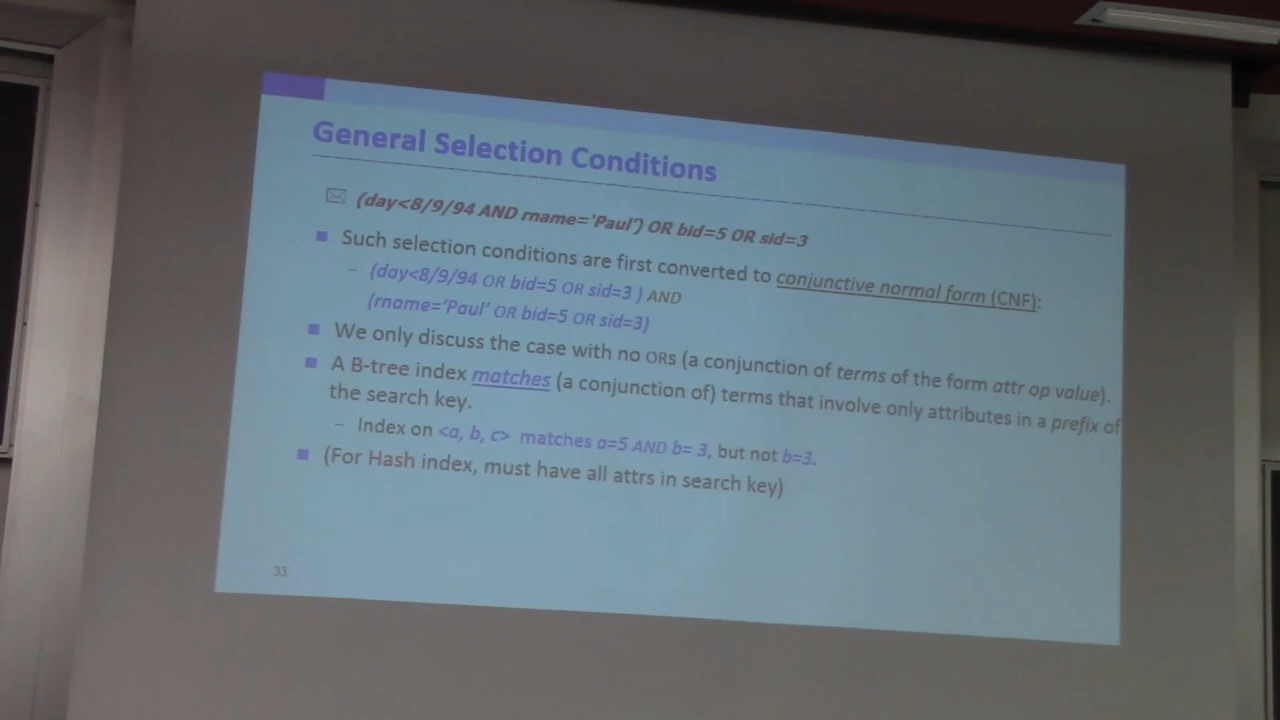 General Selection Conditions
(day<8/9/94 AND rname='Paul') OR bid=5 OR sid=3
Such selection conditions are first converted to conjunctive normal form (CNF):
– (day<8/9/94 OR bid=5 OR sid=3 ) AND
(rname='Paul' OR bid=5 OR sid=3)
We only discuss the case with no ORs (a conjunction of terms of the form attr op value).
A B-tree index matches (a conjunction of) terms that involve only attributes in a prefix of
the search key.
– Index on <a, b, c> matches a=5 AND b= 3, but not b=3.
(For Hash index, must have all attrs in search key)
33